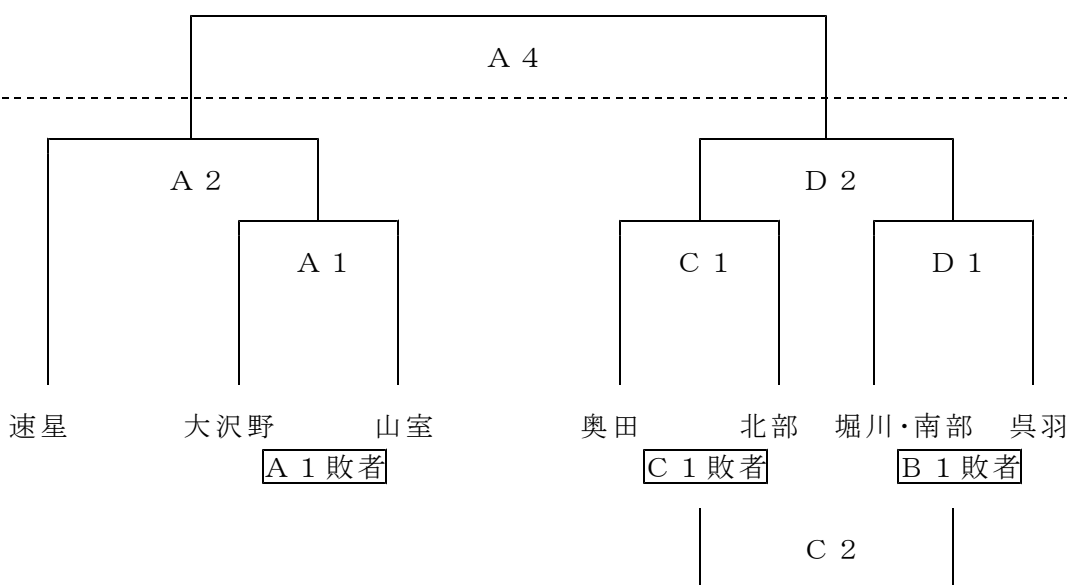 A 4
A 2
D 2
A 1
C 1
D 1
速星
大沢野
山室
奥田
北部
堀川・南部
呉羽
A 1 敗者
C 1 敗者
B 1 敗者
C 2